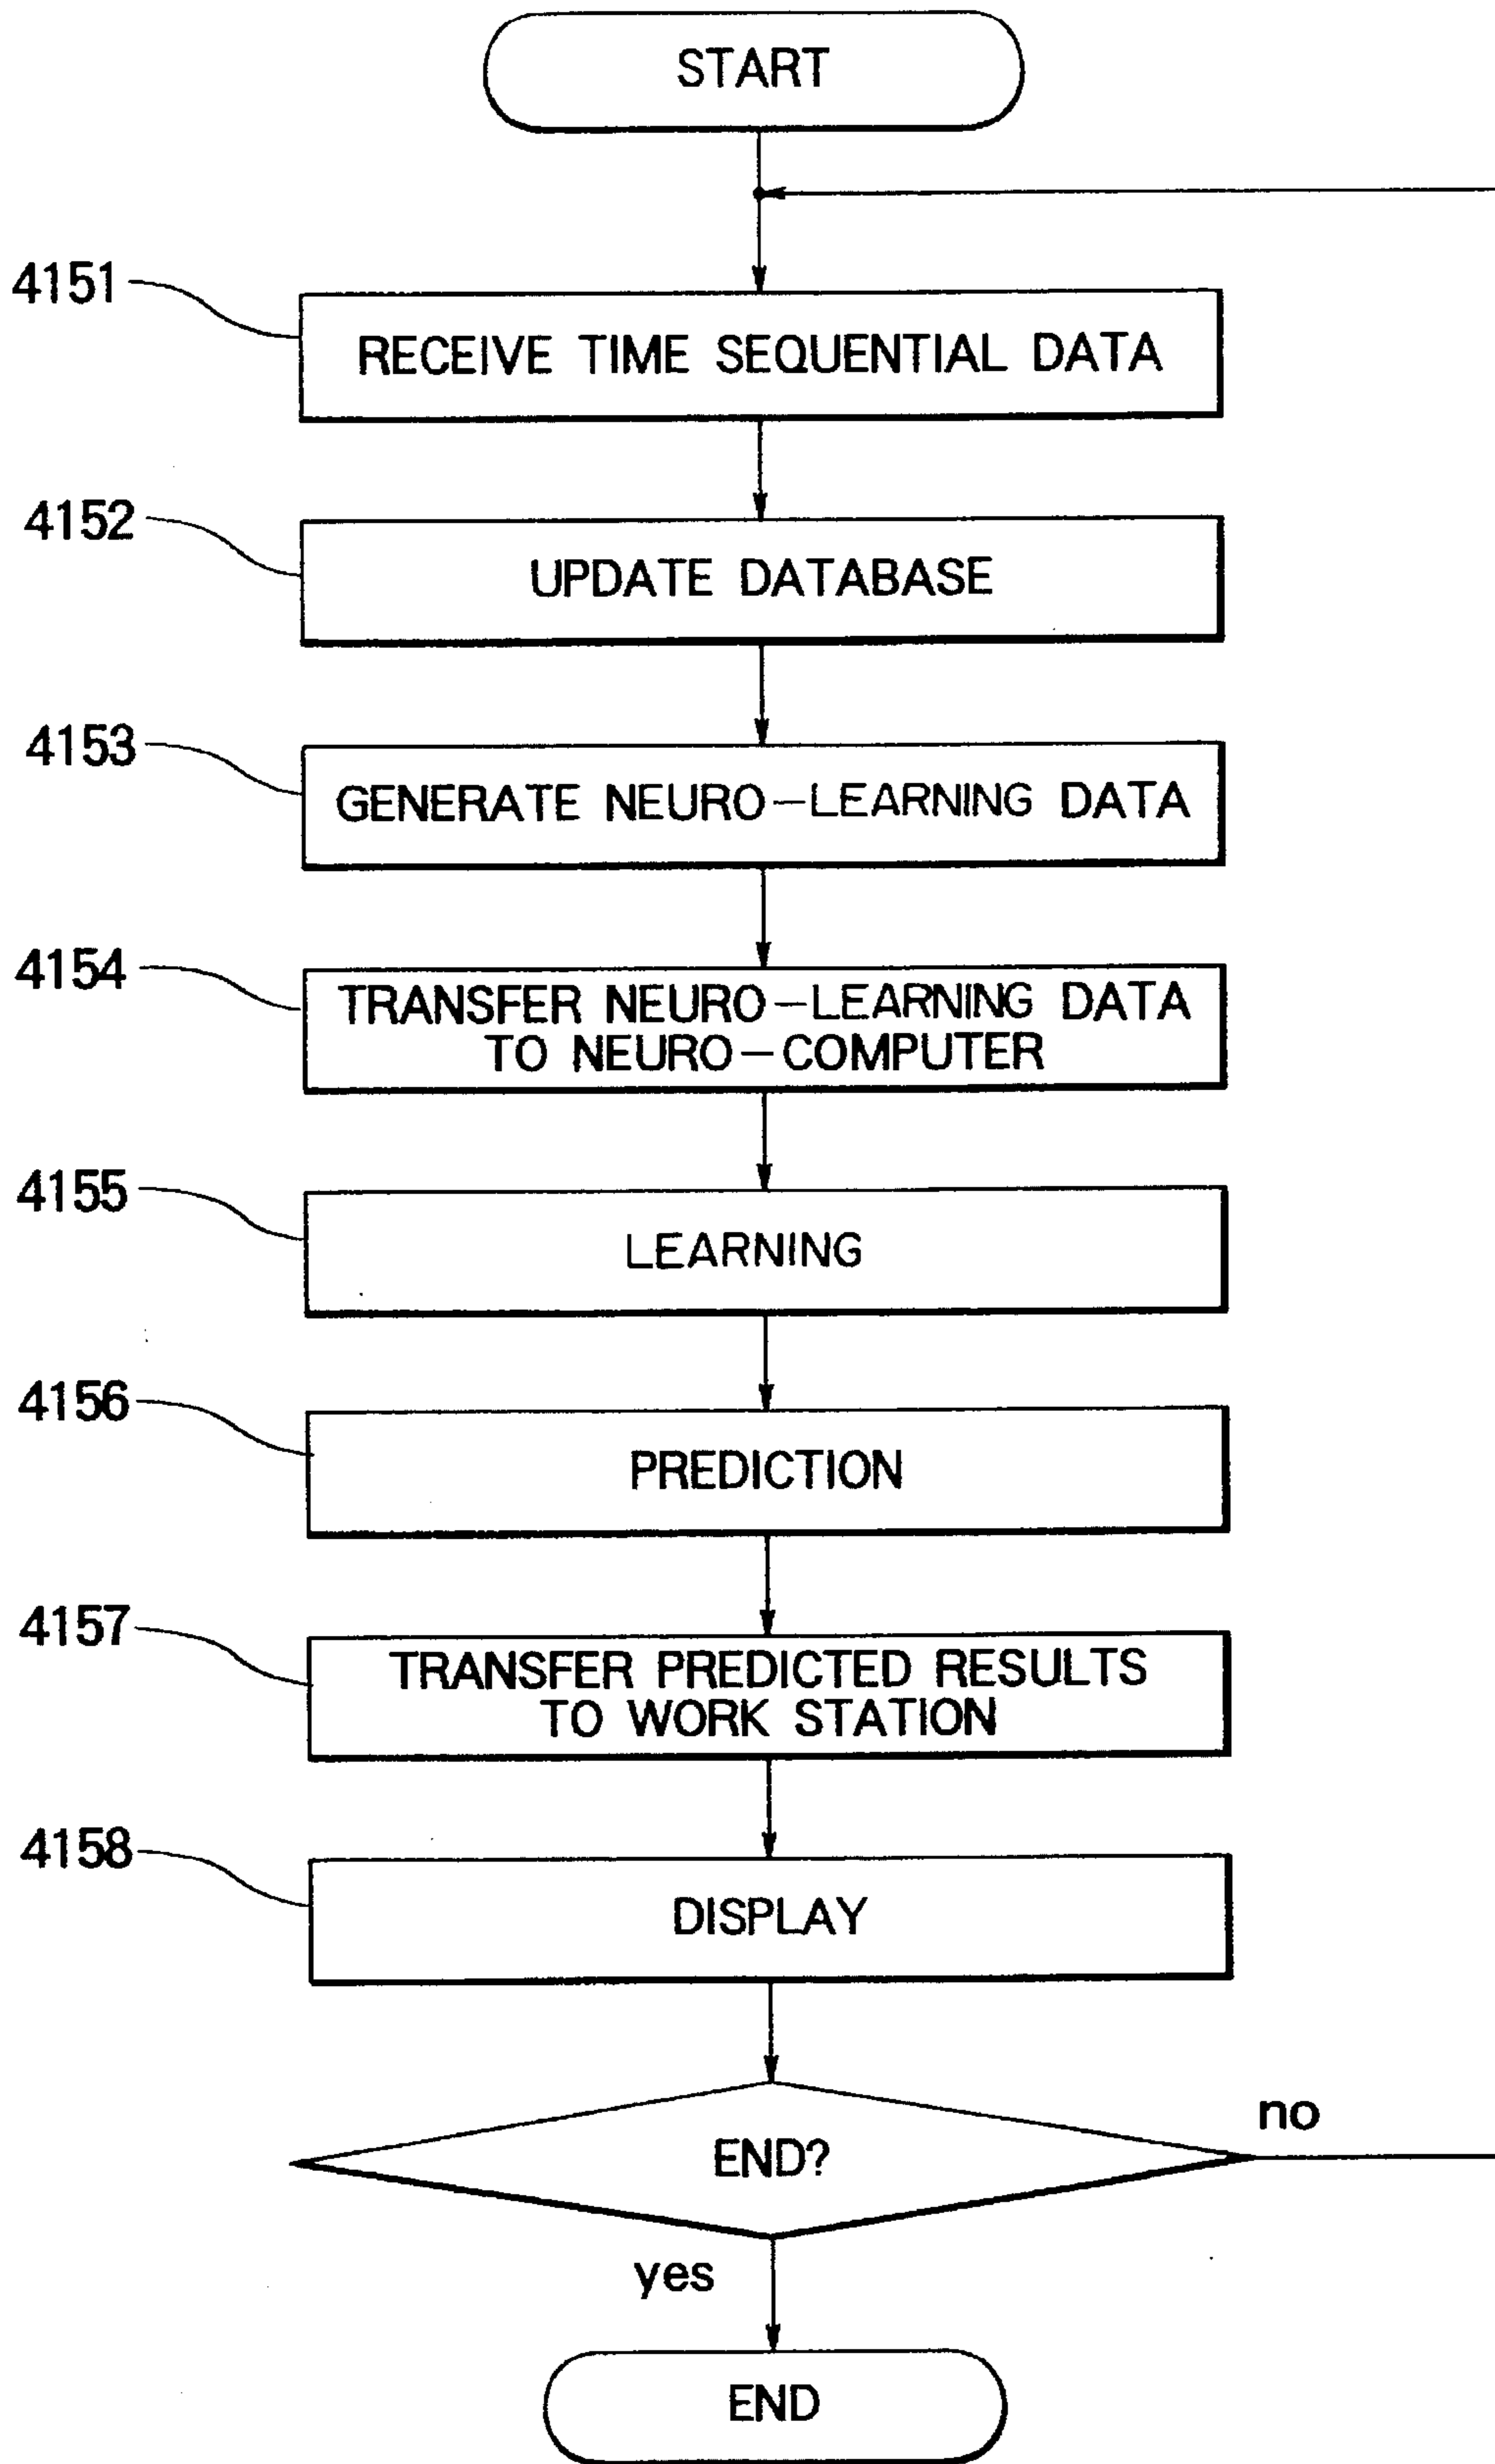 START
4151
RECEIVE TIME SEQUENTIAL DATA
4152
UPDATE DATABASE
4153
GENERATE NEURO-LEARNING DATA
4154
TRANSFER NEURO-LEARNING DATA
TO NEURO-COMPUTER
4155
LEARNING
4156
PREDICTION
4157
TRANSFER PREDICTED RESULTS
TO WORK STATION
4158
DISPLAY
END?
no
yes
END